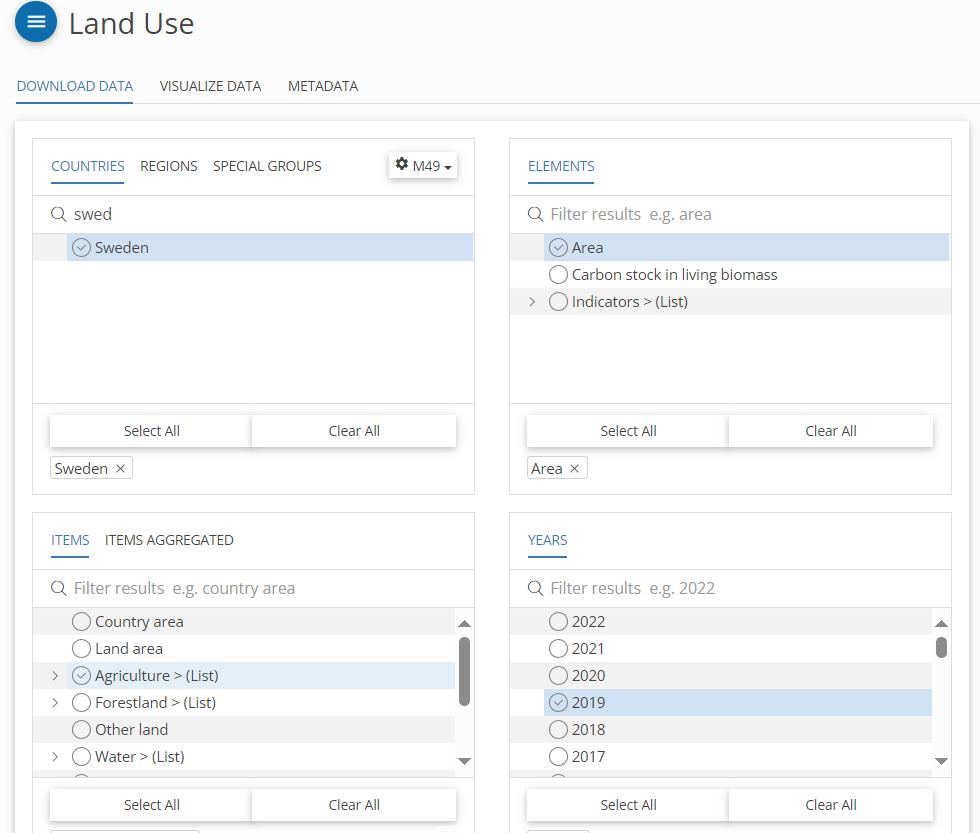 Land Use
DOWNLOAD DATA VISUALIZE DATA METADATA
COUNTRIES REGIONS SPECIAL GROUPS M49
swed
Sweden
Select All Clear All
Sweden ×
ELEMENTS
Filter results e.g. area
Area
Carbon stock in living biomass
Indicators > (List)
Select All Clear All
Area ×
ITEMS ITEMS AGGREGATED
Filter results e.g. country area
Country area
Land area
Agriculture > (List)
Forestland > (List)
Other land
Water > (List)
Select All Clear All
YEARS
Filter results e.g. 2022
2022
2021
2020
2019
2018
2017
Select All Clear All